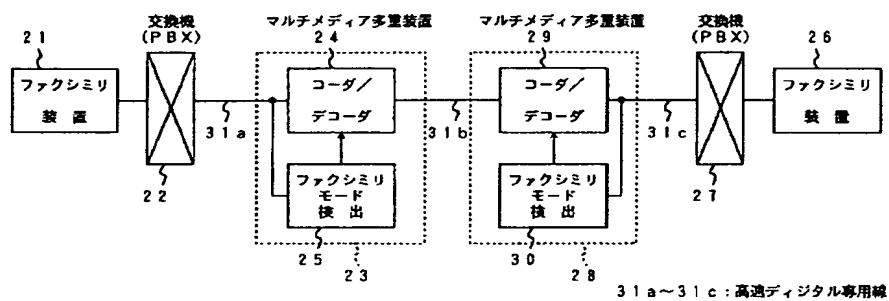 21
ファクシミリ
装置
交換機
(PBX)
22
31a
マルチメディア多重装置
24
コーダ/
デコーダ
ファクシミリ
モード
検出
25
23
31b
マルチメディア多重装置
29
コーダ/
デコーダ
ファクシミリ
モード
検出
30
28
31c
交換機
(PBX)
27
26
ファクシミリ
装置
31a〜31c:高速ディジタル専用線